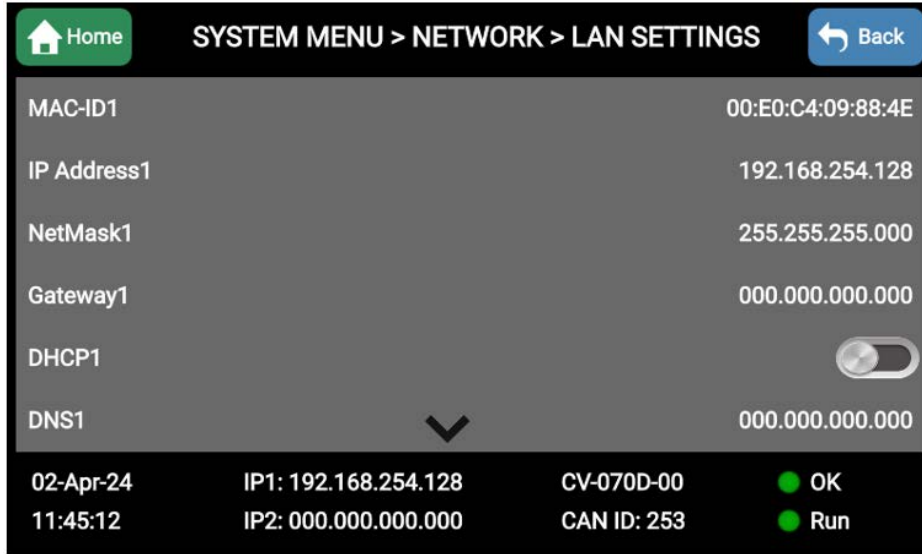 Home SYSTEM MENU > NETWORK > LAN SETTINGS Back
MAC-ID1 00:E0:C4:09:88:4E
IP Address1 192.168.254.128
NetMask1 255.255.255.000
Gateway1 000.000.000.000
DHCP1
DNS1 000.000.000.000
02-Apr-24 IP1: 192.168.254.128 CV-070D-00 OK
11:45:12 IP2: 000.000.000.000 CAN ID: 253 Run